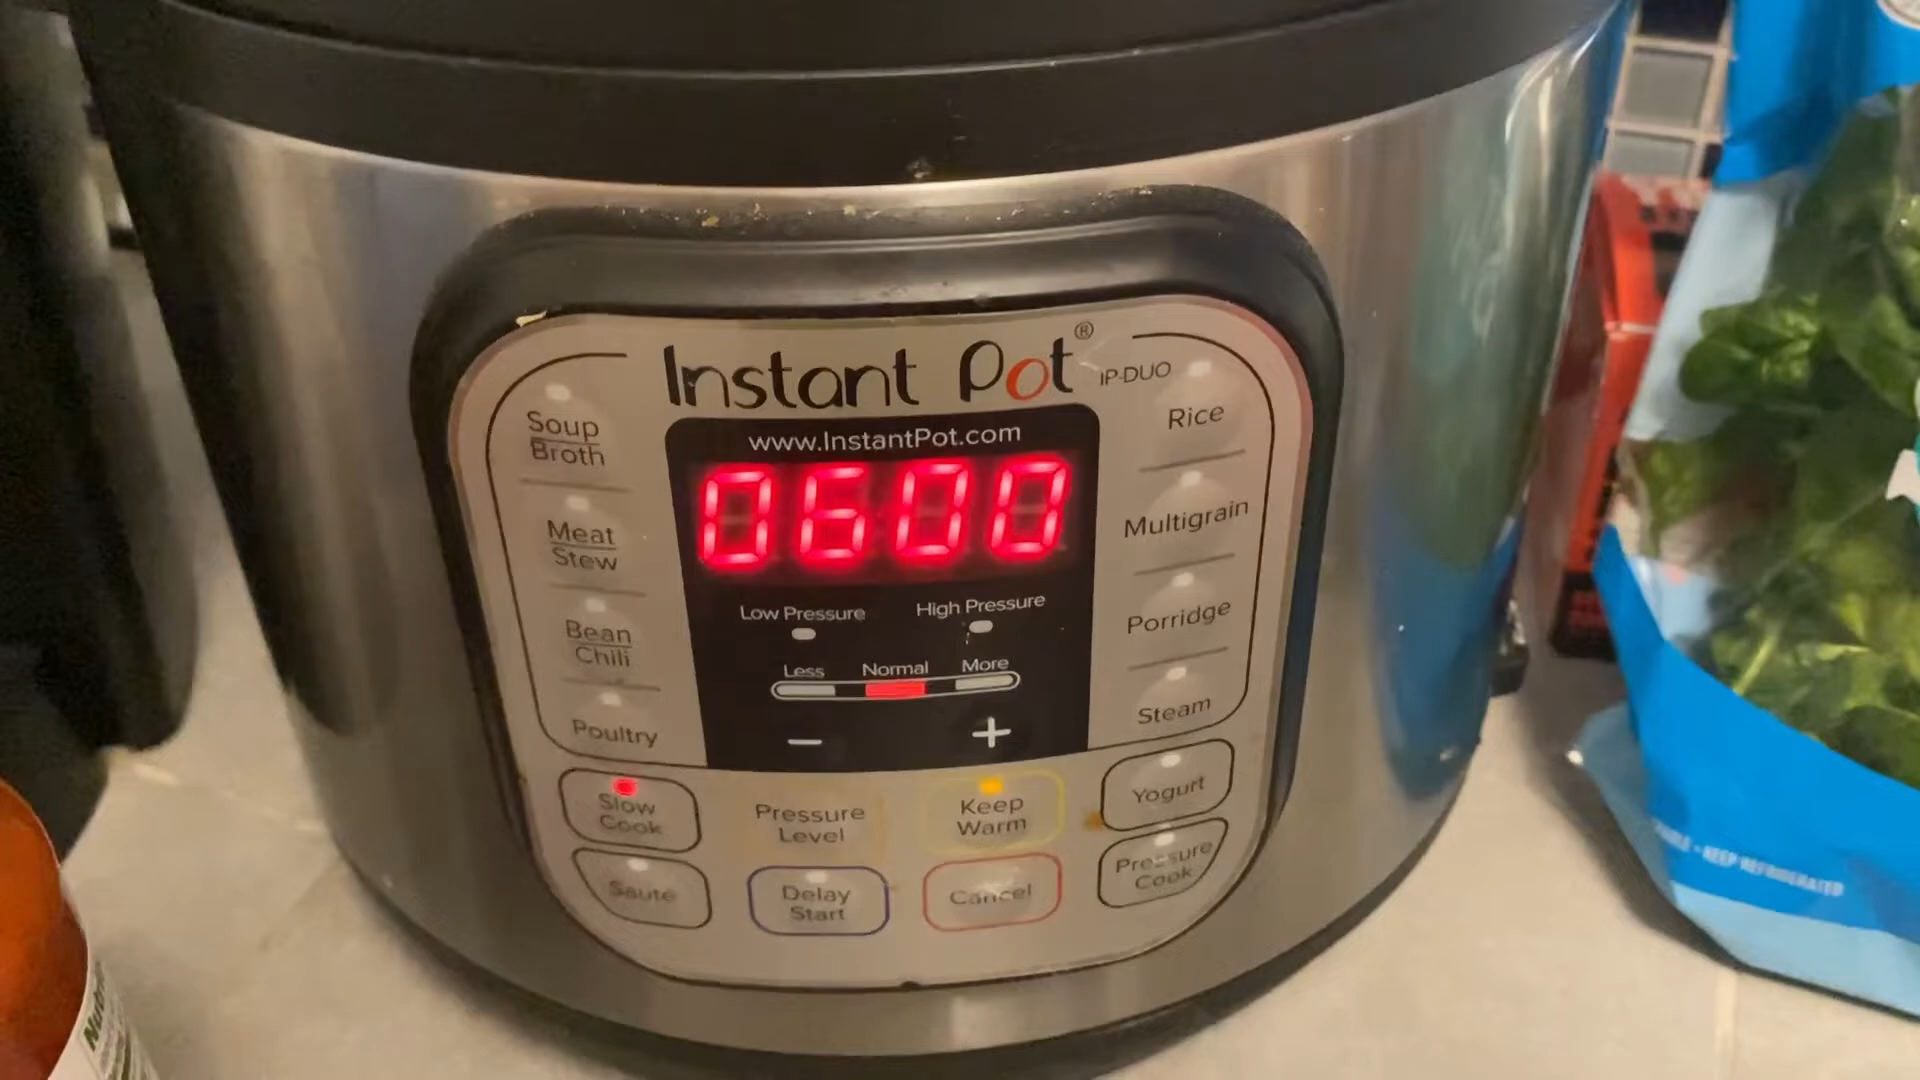 Instant Pot®
IP-DUO
www.InstantPot.com
0600
Low Pressure
High Pressure
Less
Normal
More
−
+
Soup
Broth
Meat
Stew
Bean
Chili
Poultry
Rice
Multigrain
Porridge
Steam
Slow
Cook
Pressure
Level
Keep
Warm
Yogurt
Sauté
Delay
Start
Cancel
Pressure
Cook
• KEEP REFRIGERATED